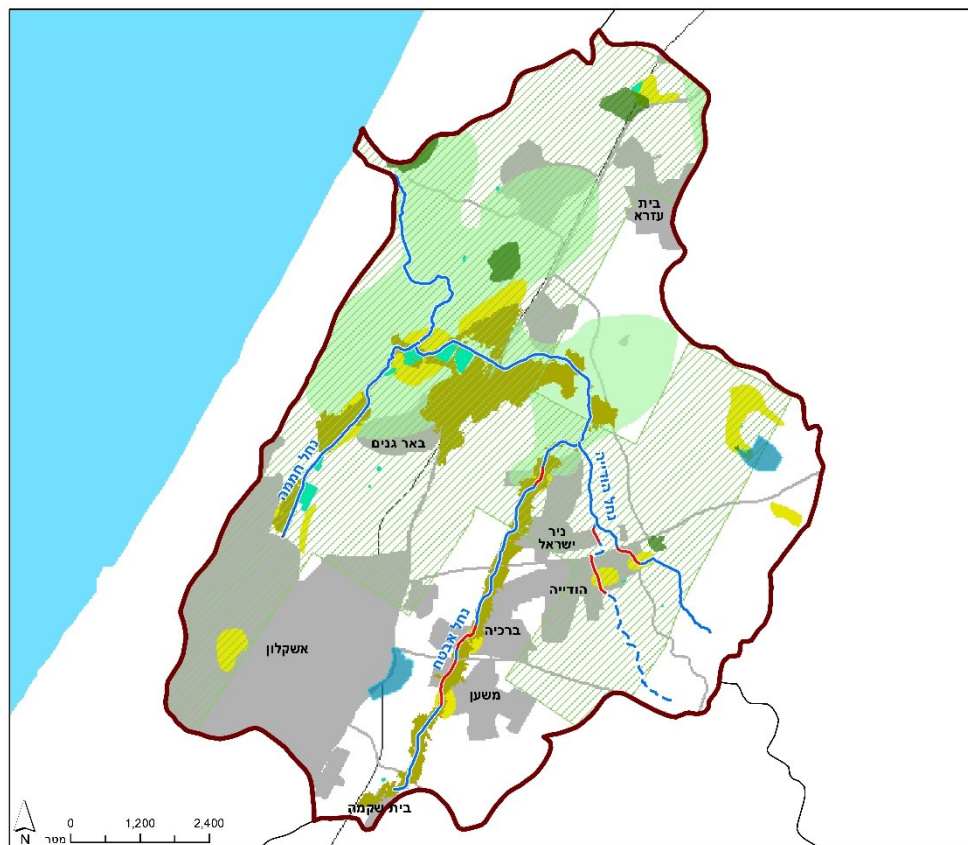 בית
עזרא
באר גנים
נחל חממה
נחל הודייה
ניר
ישראל
הודייה
ברכיה
נחל אבטח
אשקלון
משען
בית שקמה
N
מטר 0 1,200 2,400